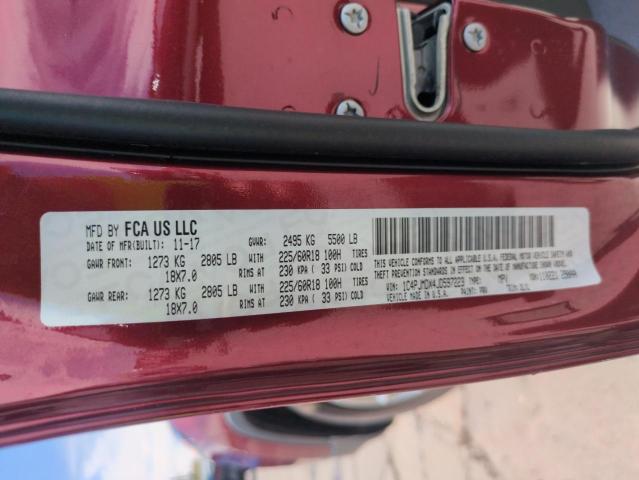 MFD BY FCA US LLC
DATE OF MFR(BUILT): 11-17 GVWR: 2495 KG 5500 LB
GAWR FRONT: 1273 KG 2805 LB WITH 225/60R18 100H TIRES
18X7.0 RIMS AT 230 KPA ( 33 PSI) COLD
GAWR REAR: 1273 KG 2805 LB WITH 225/60R18 100H TIRES
18X7.0 RIMS AT 230 KPA ( 33 PSI) COLD
THIS VEHICLE CONFORMS TO ALL APPLICABLE U.S.A. FEDERAL MOTOR VEHICLE SAFETY AND
THEFT PREVENTION STANDARDS IN EFFECT ON THE DATE OF MANUFACTURE SHOWN ABOVE.
VIN: TYPE:
MADE IN U.S.A. PAINT: TRIM: